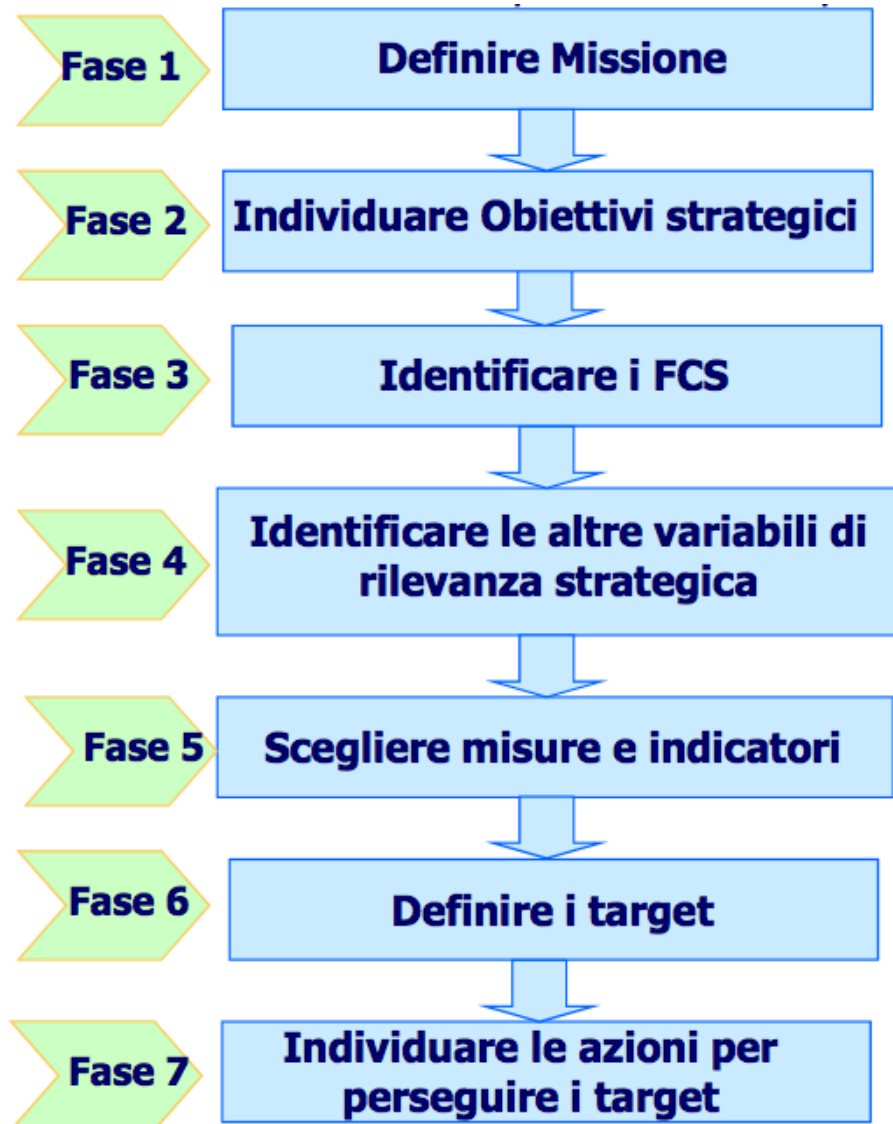 Fase 1
Definire Missione
Fase 2
Individuare Obiettivi strategici
Fase 3
Identificare i FCS
Fase 4
Identificare le altre variabili di
rilevanza strategica
Fase 5
Scegliere misure e indicatori
Fase 6
Definire i target
Fase 7
Individuare le azioni per
perseguire i target